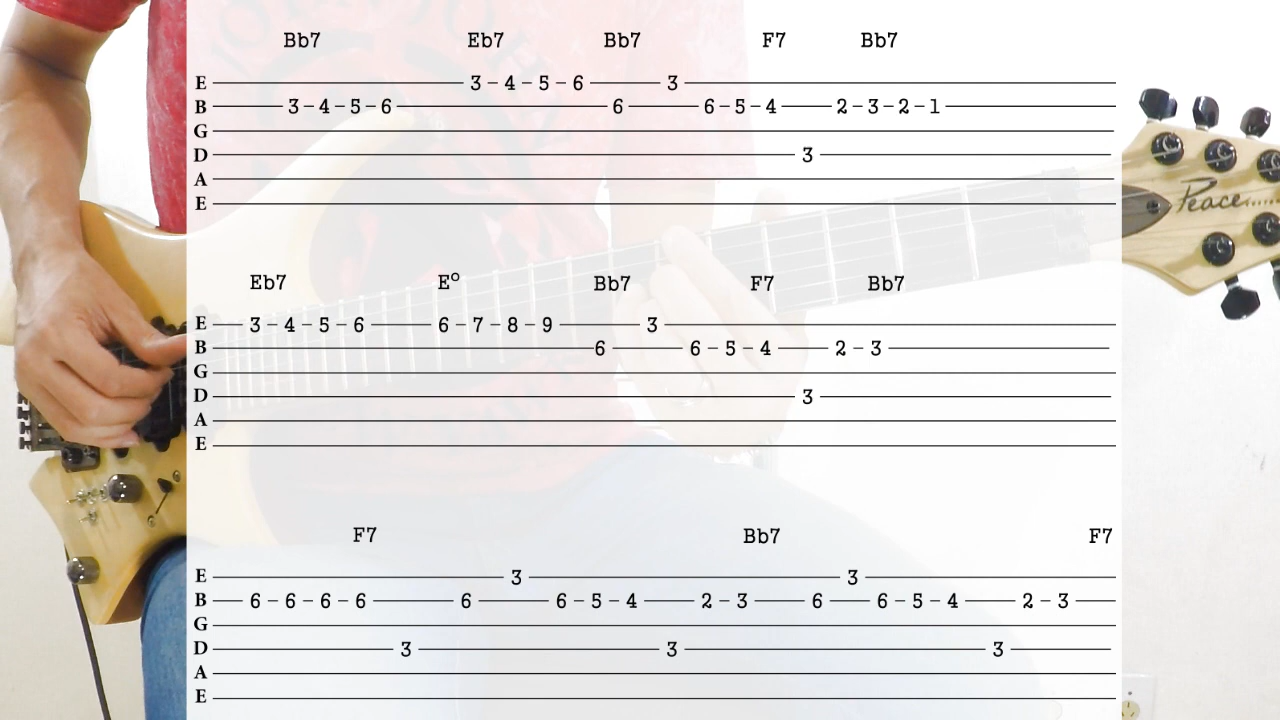 Bb7 Eb7 Bb7 F7 Bb7
E 3-4-5-6 3
B 3-4-5-6 6 6-5-4 2-3-2-1
G
D 3
A
E
Peace.....
Eb7 E° Bb7 F7 Bb7
E 3-4-5-6 6-7-8-9 3
B 6 6-5-4 2-3
G
D 3
A
E
F7 Bb7 F7
E 3 3
B 6-6-6-6 6 6-5-4 2-3 6 6-5-4 2-3
G
D 3 3 3
A
E